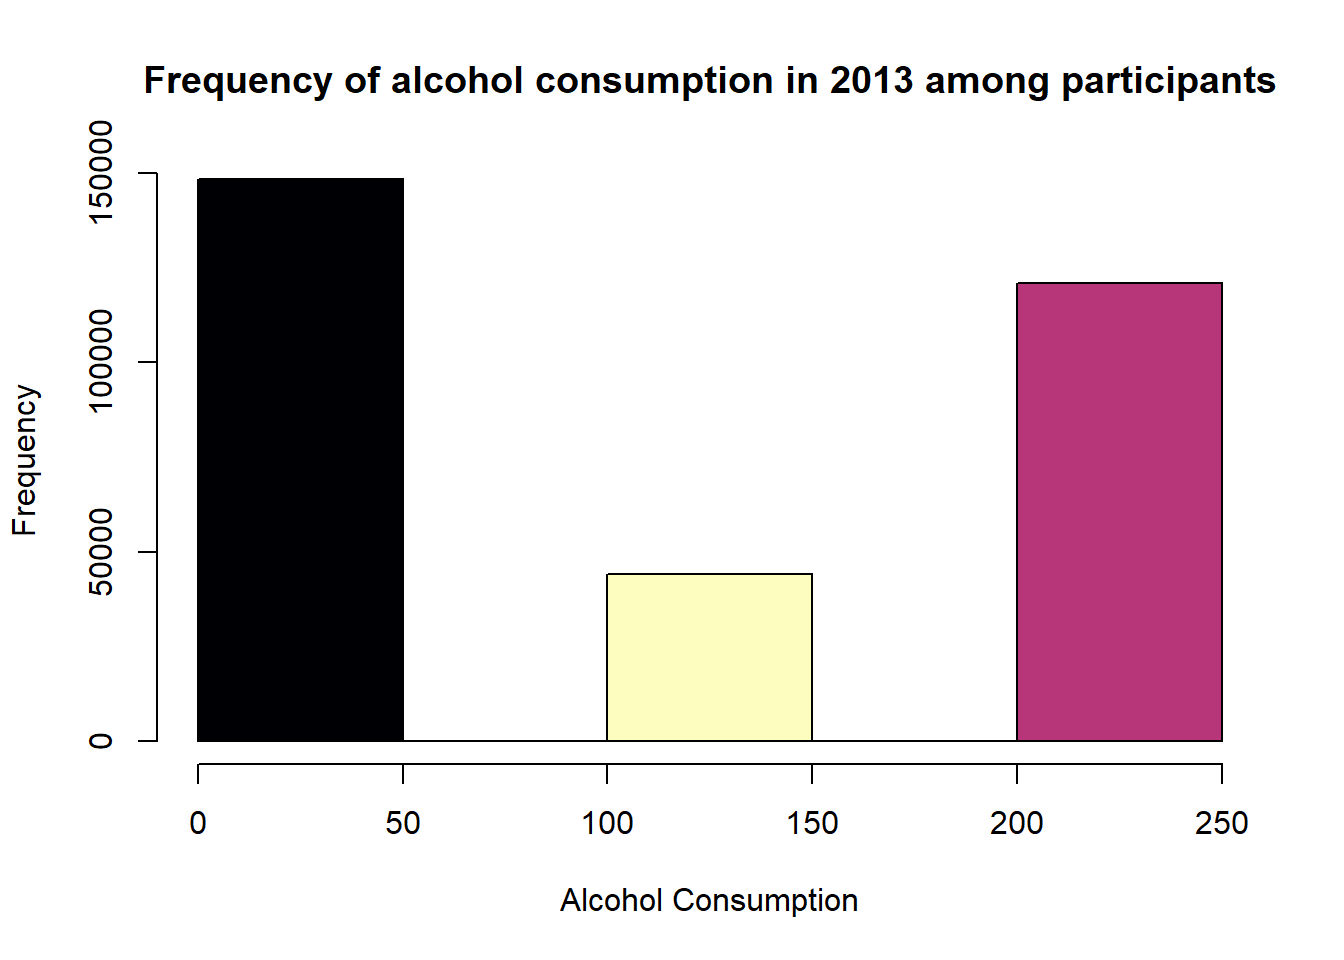 Frequency of alcohol consumption in 2013 among participants
150000
100000
50000
0
Frequency
0 50 100 150 200 250
Alcohol Consumption